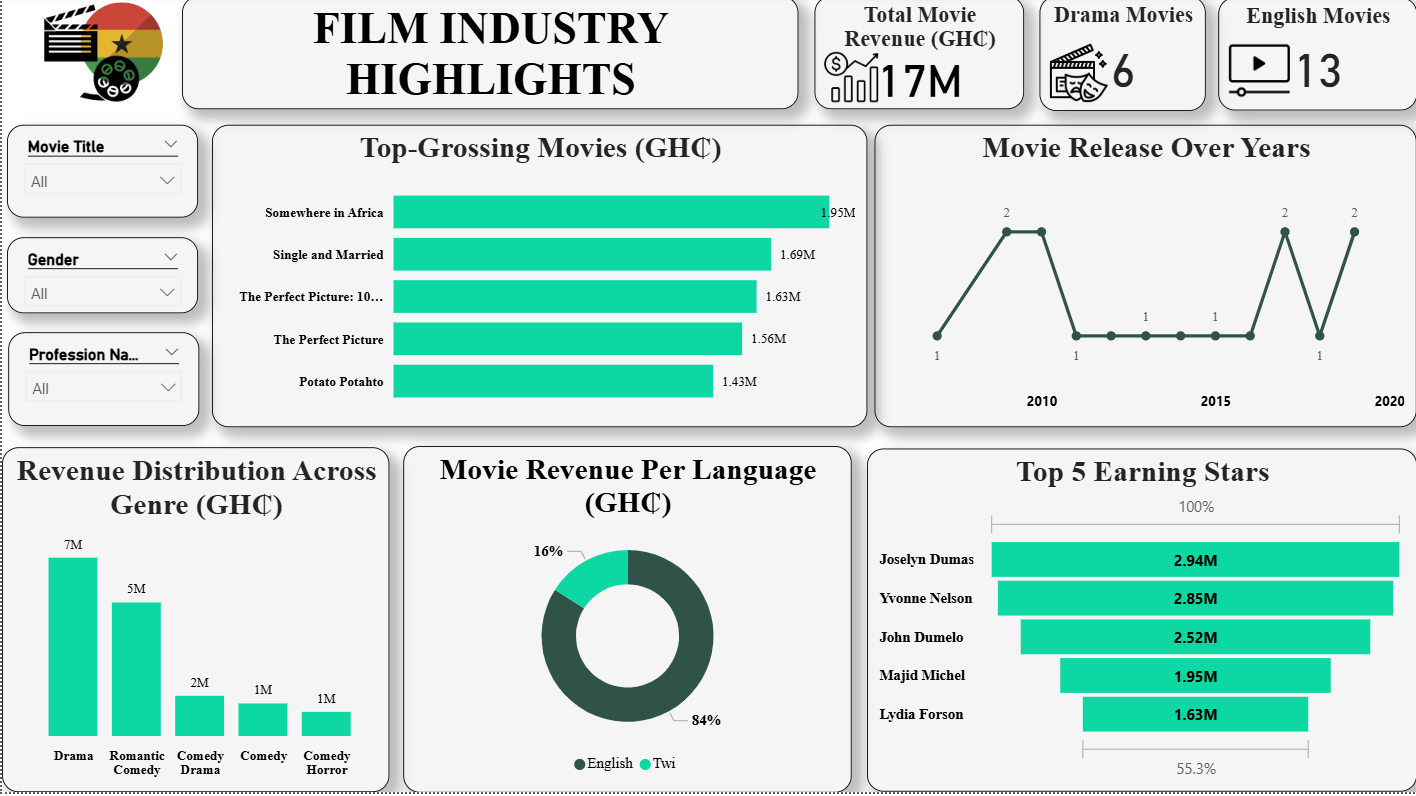 FILM INDUSTRY
HIGHLIGHTS
Total Movie
Revenue (GH₵)
17M
Drama Movies
6
English Movies
13
Movie Title
All
Gender
All
Profession Na...
All
Top-Grossing Movies (GH₵)
Somewhere in Africa
1.95M
Single and Married
1.69M
The Perfect Picture: 10...
1.63M
The Perfect Picture
1.56M
Potato Potahto
1.43M
Movie Release Over Years
2
2
2
1
1
1
1
1
2010
2015
2020
Revenue Distribution Across
Genre (GH₵)
7M
5M
2M
1M
1M
Drama
Romantic
Comedy
Comedy
Drama
Comedy
Comedy
Horror
Movie Revenue Per Language
(GH₵)
16%
84%
English
Twi
Top 5 Earning Stars
100%
Joselyn Dumas
2.94M
Yvonne Nelson
2.85M
John Dumelo
2.52M
Majid Michel
1.95M
Lydia Forson
1.63M
55.3%